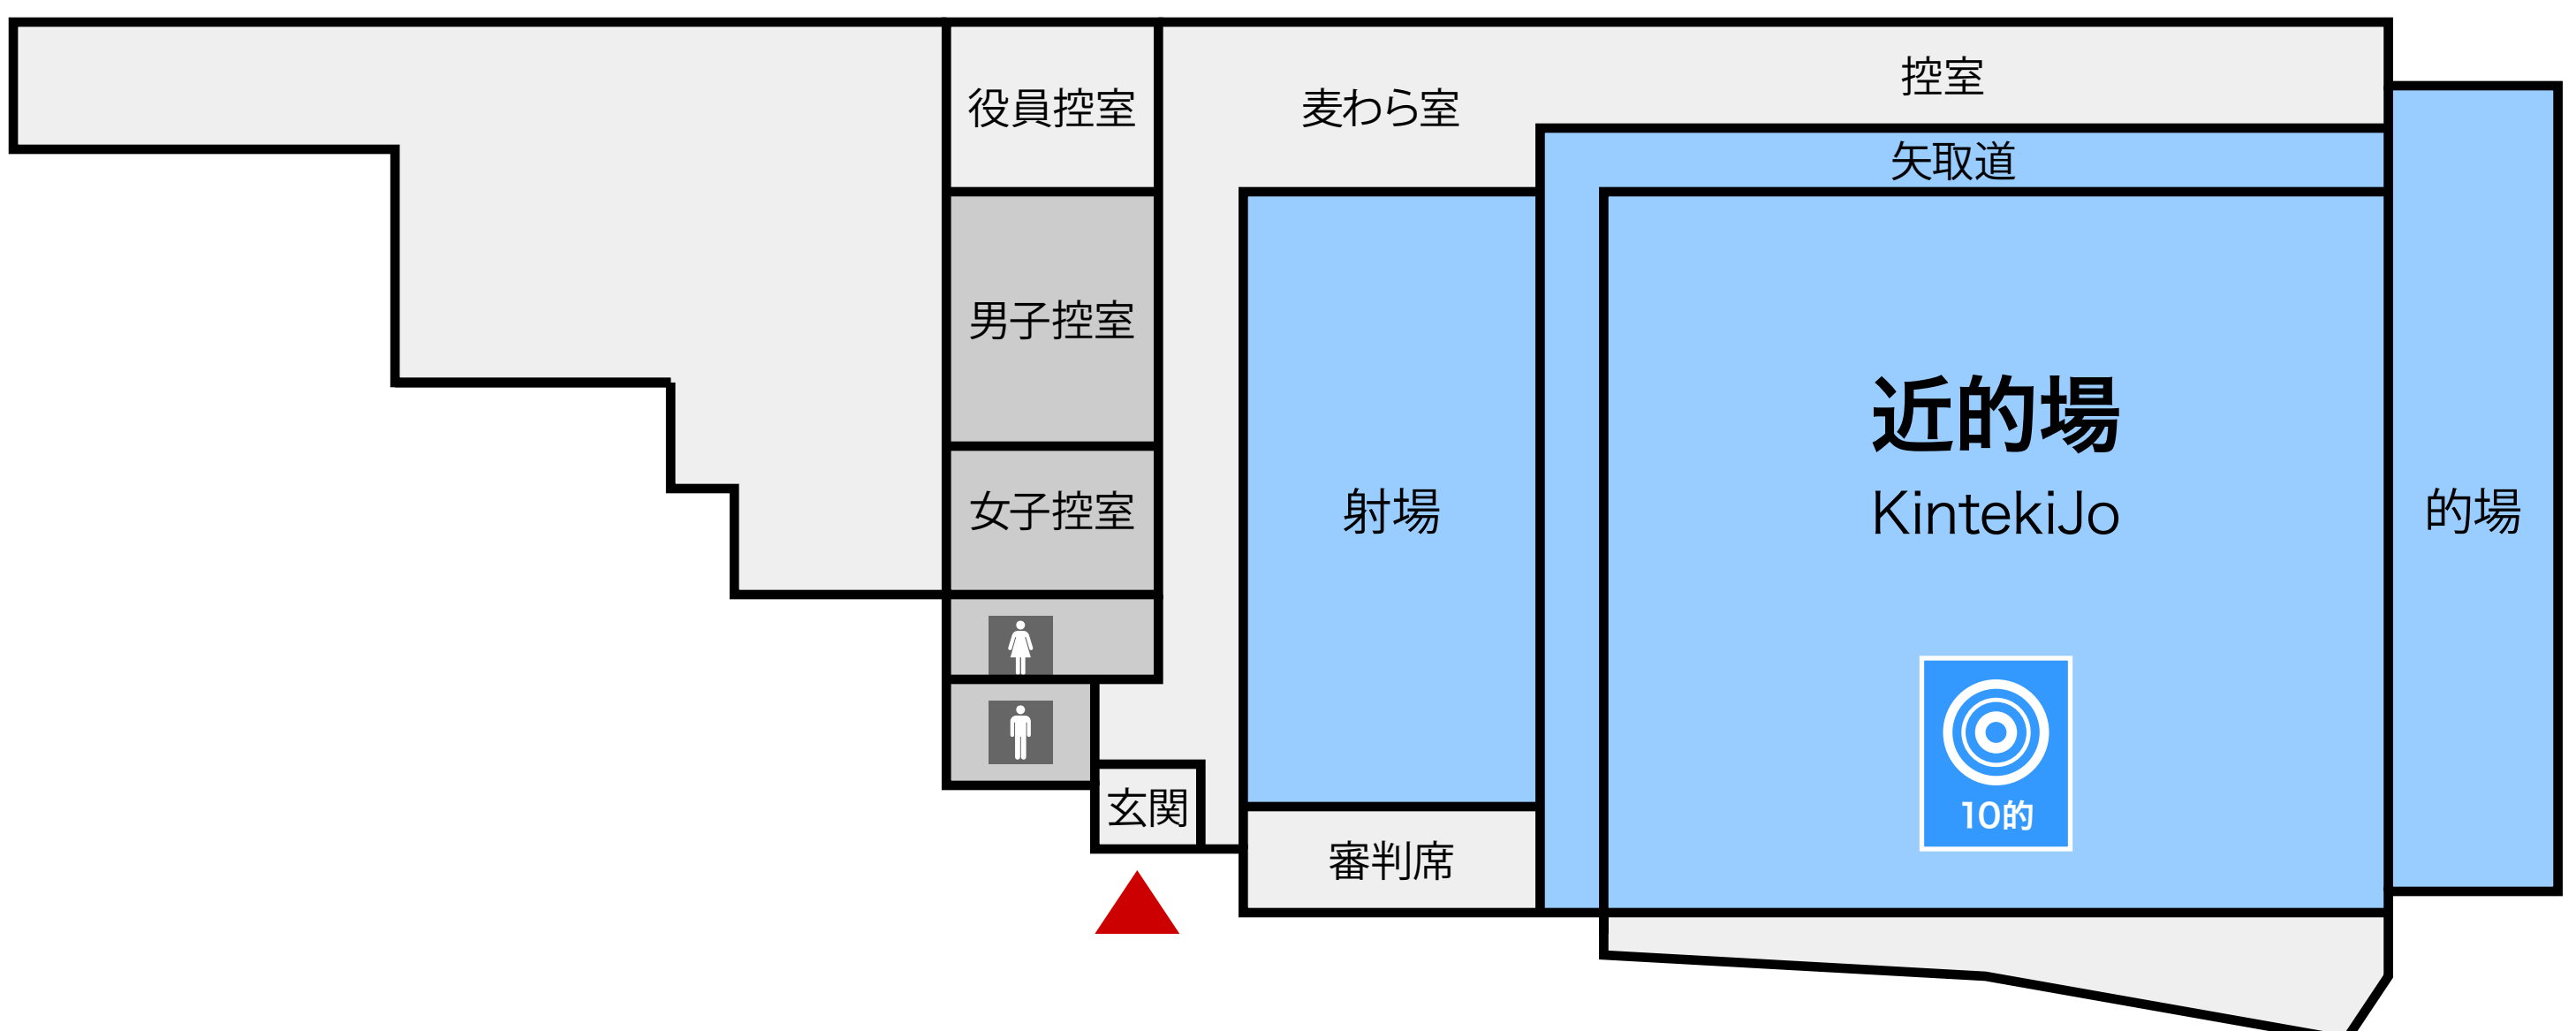 控室
役員控室
麦わら室
矢取道
男子控室
近的場
KintekiJo
女子控室
射場
的場
玄関
10的
審判席